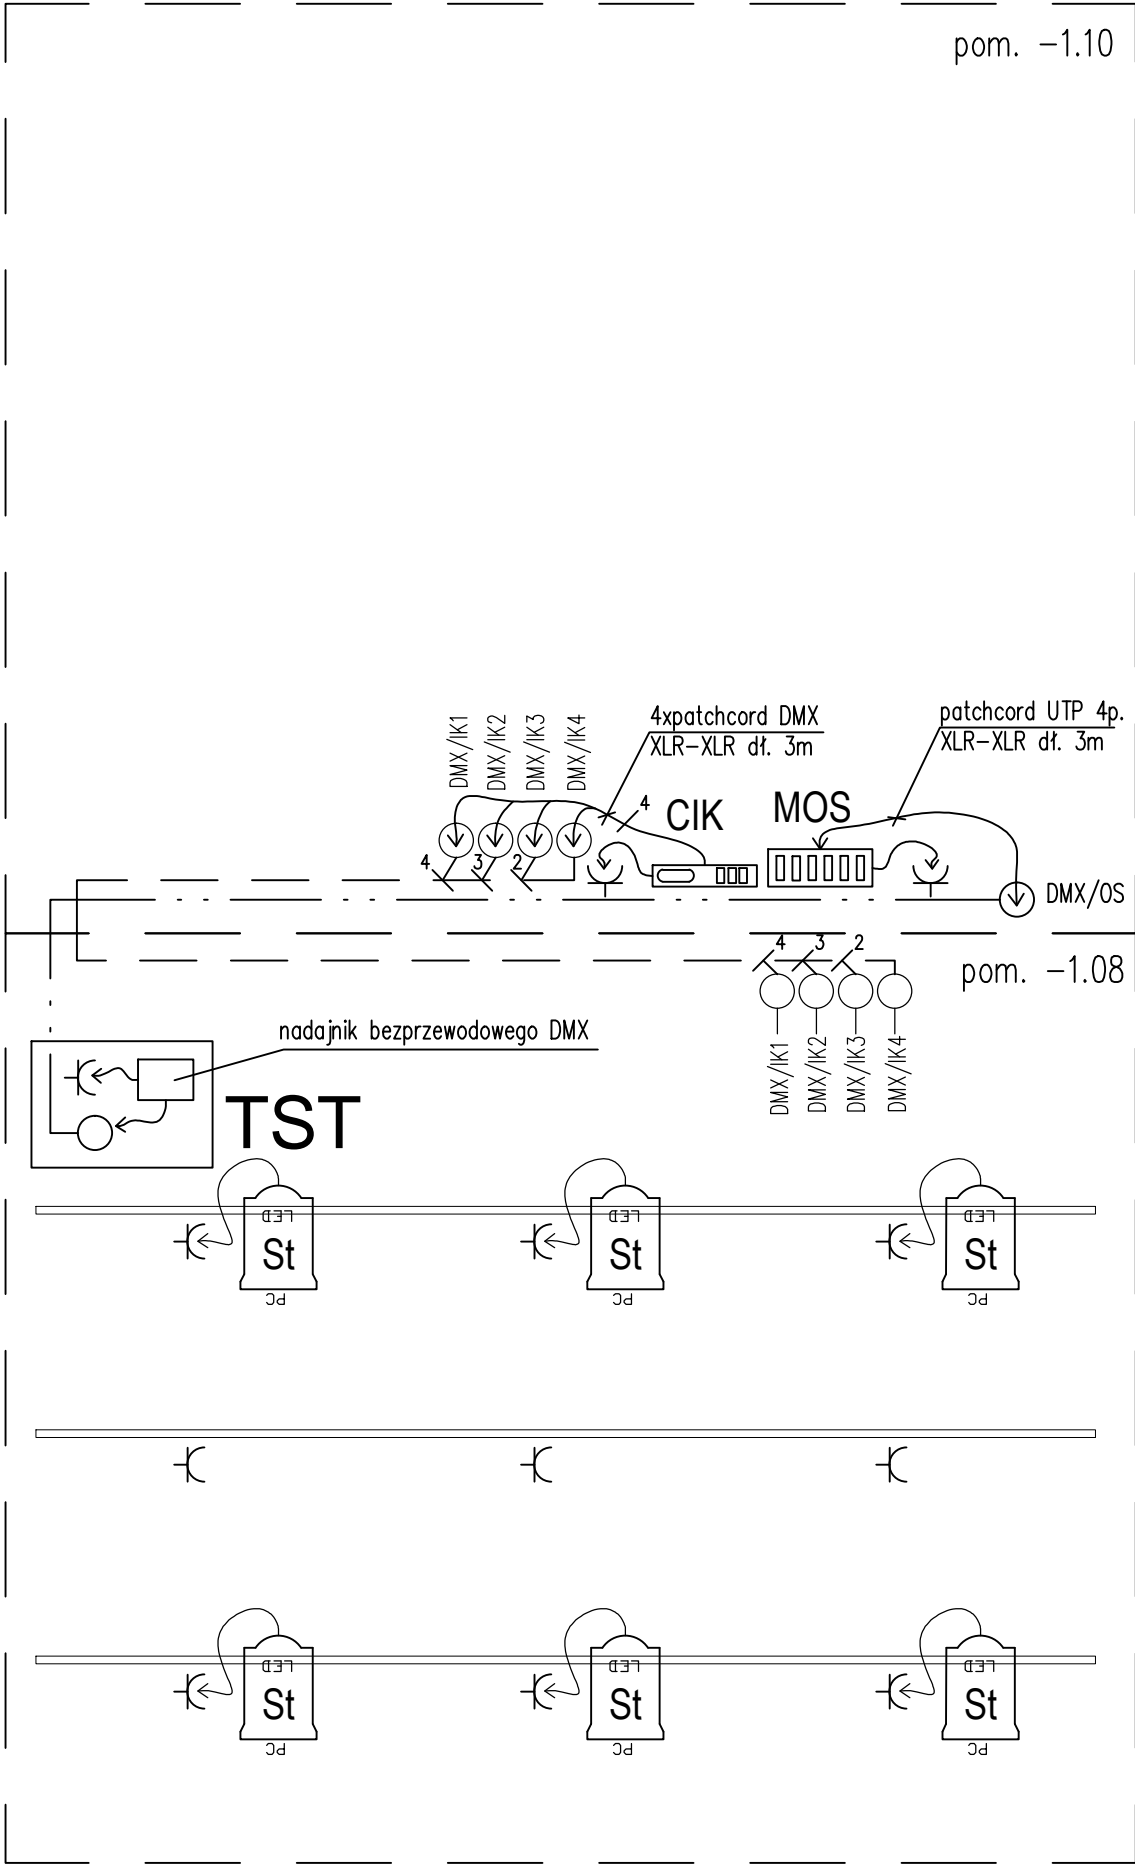 pom. -1.10
DMX/IK1
DMX/IK2
DMX/IK3
DMX/IK4
4xpatchcord DMX
XLR-XLR dł. 3m
patchcord UTP 4p.
XLR-XLR dł. 3m
4
CIK
MOS
4
3
2
DMX/OS
4
3
2
pom. -1.08
DMX/IK1
DMX/IK2
DMX/IK3
DMX/IK4
nadajnik bezprzewodowego DMX
TST
LED
St
PC
LED
St
PC
LED
St
PC
LED
St
PC
LED
St
PC
LED
St
PC